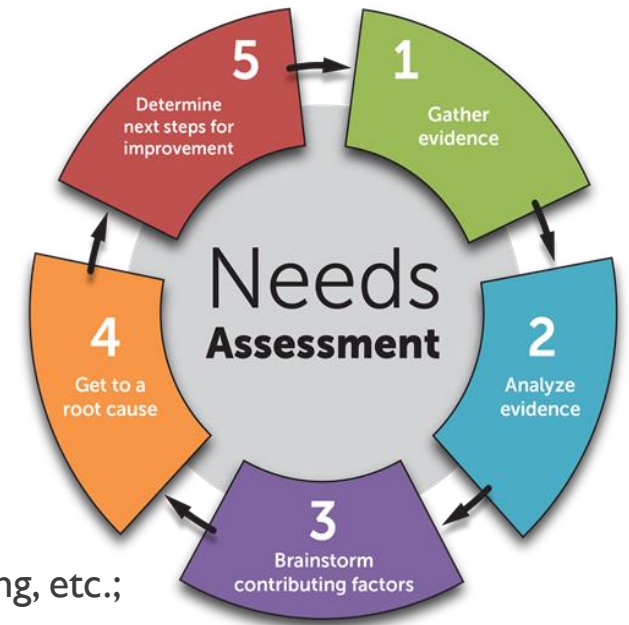 5
Determine
next steps for
improvement
1
Gather
evidence
Needs
Assessment
4
Get to a
root cause
2
Analyze
evidence
3
Brainstorm
contributing factors
etc.;